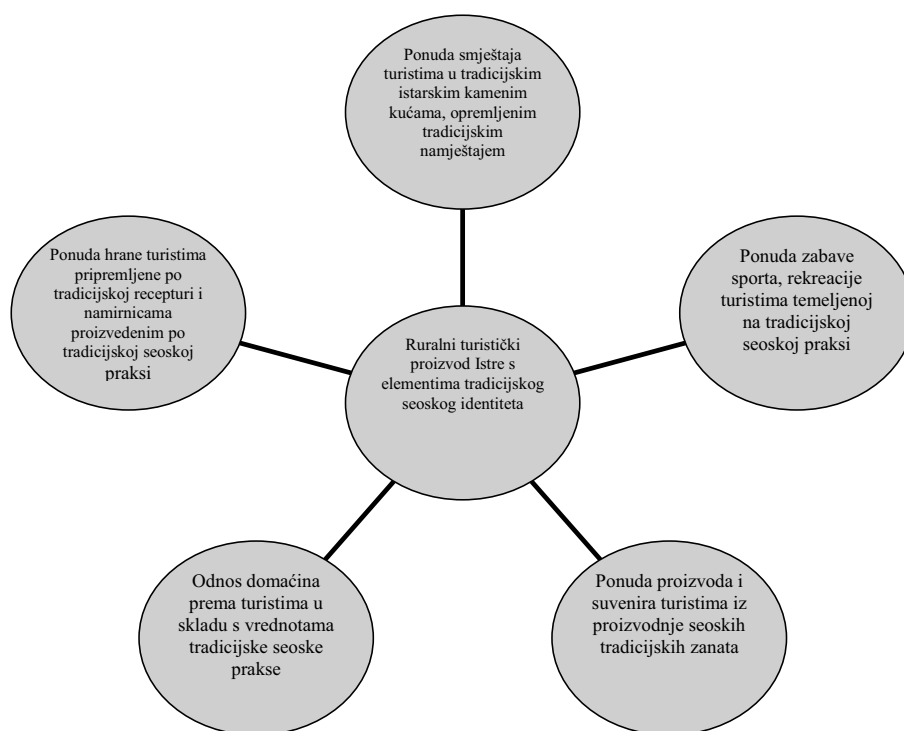 Ponuda smještaja
turistima u tradicijskim
istarskim kamenim
kućama, opremljenim
tradicijskim
namještajem
Ponuda hrane turistima
pripremljene po
tradicijskoj recepturi i
namirnicama
proizvedenim po
tradicijskoj seoskoj
praksi
Ponuda zabave
sporta, rekreacije
turistima temeljenoj
na tradicijskoj
seoskoj praksi
Ruralni turistički
proizvod Istre s
elementima tradicijskog
seoskog identiteta
Odnos domaćina
prema turistima u
skladu s vrednotama
tradicijske seoske
prakse
Ponuda proizvoda i
suvenira turistima iz
proizvodnje seoskih
tradicijskih zanata